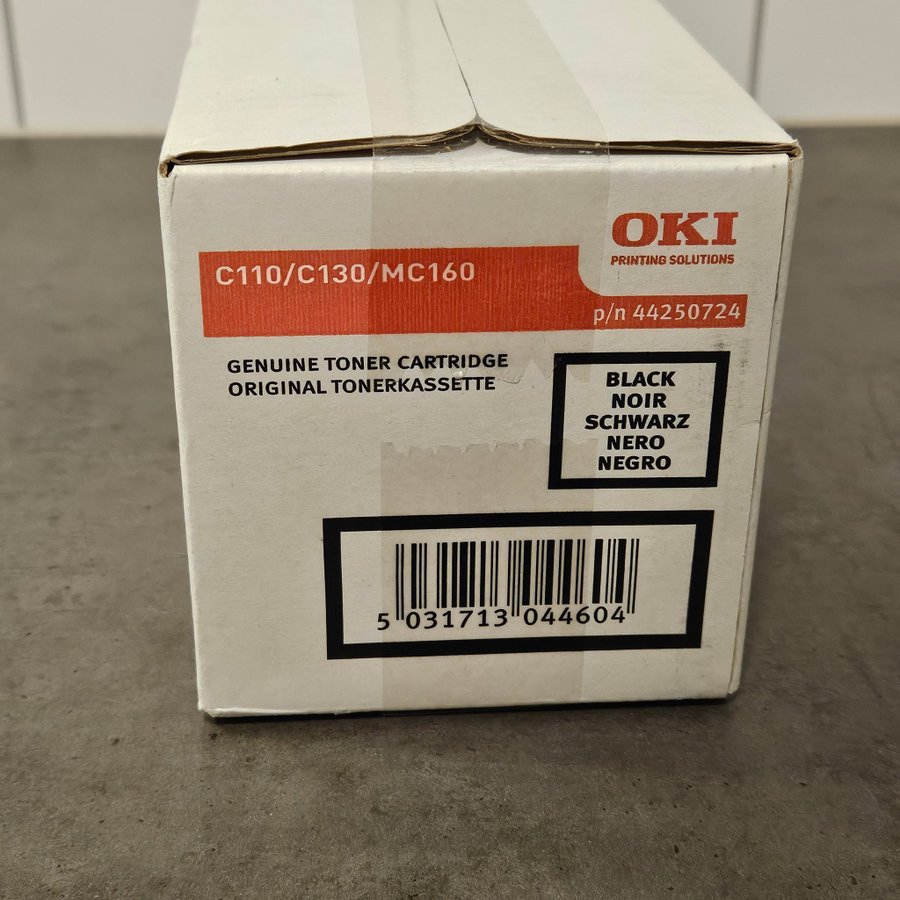 OKI
PRINTING SOLUTIONS
C110/C130/MC160
p/n 44250724
GENUINE TONER CARTRIDGE
ORIGINAL TONERKASSETTE
BLACK
NOIR
SCHWARZ
NERO
NEGRO
5 031713 044604